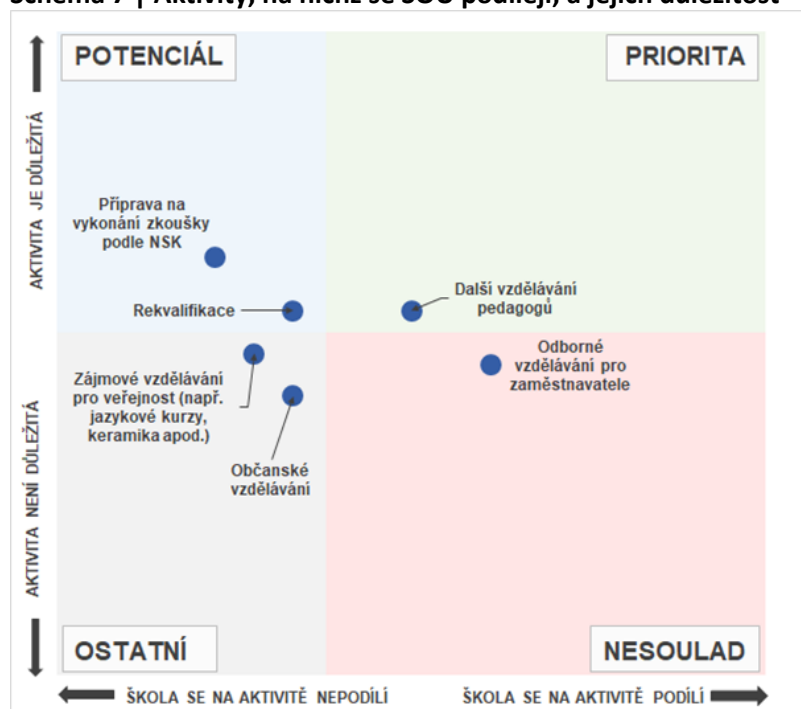 Schéma 7 | Aktivity, na nichž se SOU podílejí, a jejich důležitost
POTENCIÁL
PRIORITA
AKTIVITA JE DŮLEŽITÁ
Příprava na
vykonání zkoušky
podle NSK
Rekvalifikace
Další vzdělávání
pedagogů
Odborné
vzdělávání pro
zaměstnavatele
Zájmové vzdělávání
pro veřejnost (např.
jazykové kurzy,
keramika apod.)
Občanské
vzdělávání
AKTIVITA NENÍ DŮLEŽITÁ
OSTATNÍ
NESOULAD
ŠKOLA SE NA AKTIVITĚ NEPODÍLÍ
ŠKOLA SE NA AKTIVITĚ PODÍLÍ